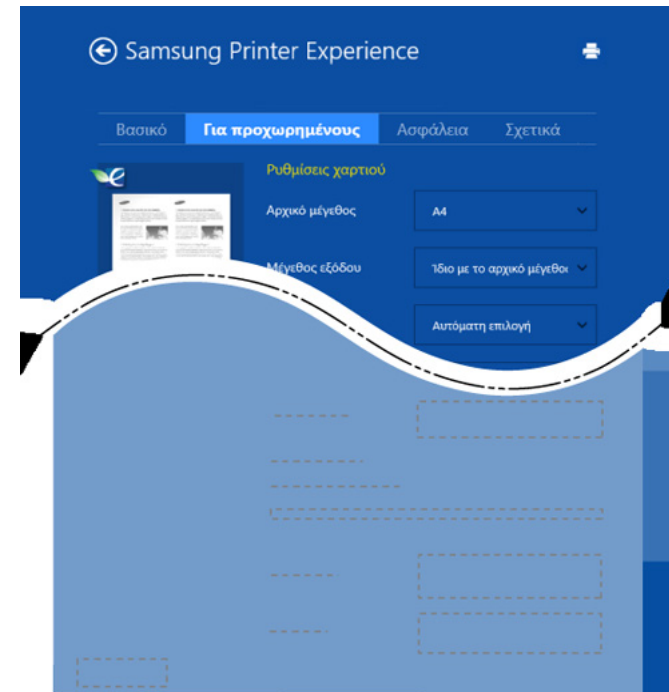 Samsung Printer Experience
Βασικό Για προχωρημένους Ασφάλεια Σχετικά
Ρυθμίσεις χαρτιού
Αρχικό μέγεθος A4
Μέγεθος εξόδου Ίδιο με το αρχικό μέγεθος
Αυτόματη επιλογή